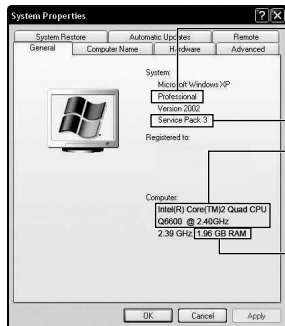 System Properties
System Restore Automatic Updates Remote
General Computer Name Hardware Advanced
System:
Microsoft Windows XP
Professional
Version 2002
Service Pack 3
Registered to:
Computer:
Intel(R) Core(TM)2 Quad CPU
Q6600 @ 2.40GHz
2.39 GHz, 1.96 GB RAM
OK Cancel Apply